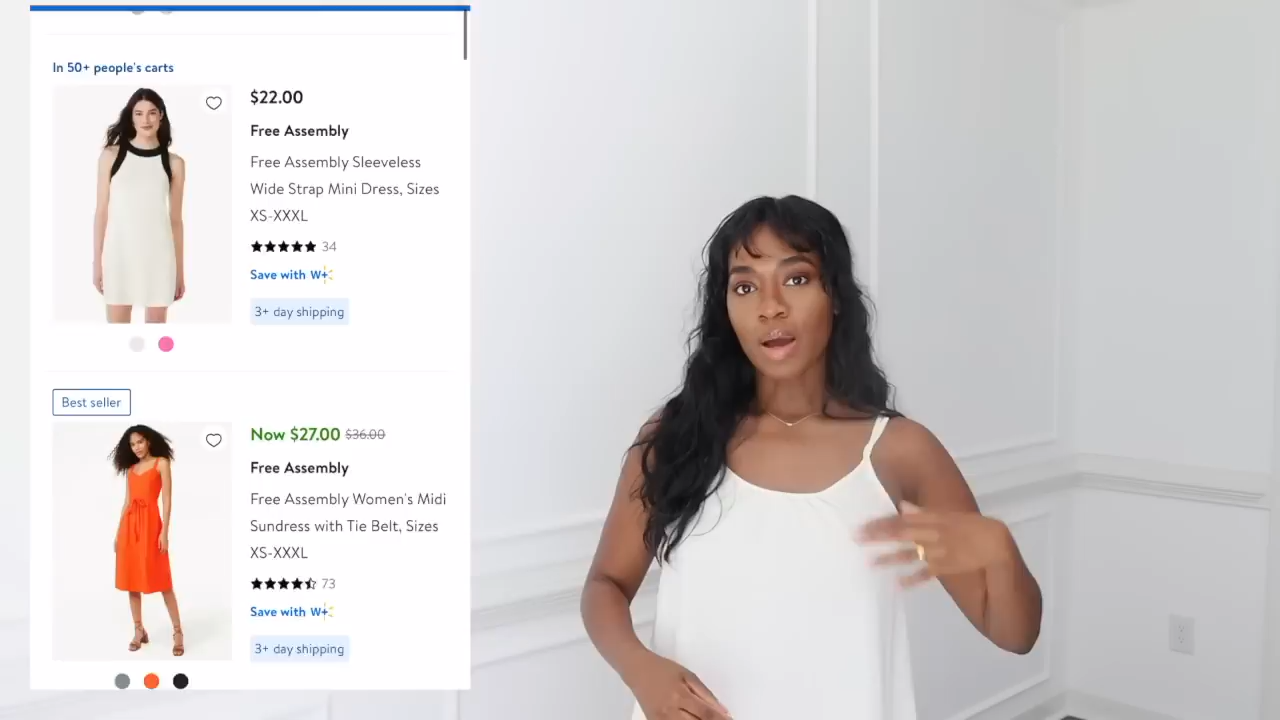 In 50+ people's carts
$22.00
Free Assembly
Free Assembly Sleeveless
Wide Strap Mini Dress, Sizes
XS-XXXL
34
Save with W+
3+ day shipping
Best seller
Now $27.00 $36.00
Free Assembly
Free Assembly Women's Midi
Sundress with Tie Belt, Sizes
XS-XXXL
73
Save with W+
3+ day shipping